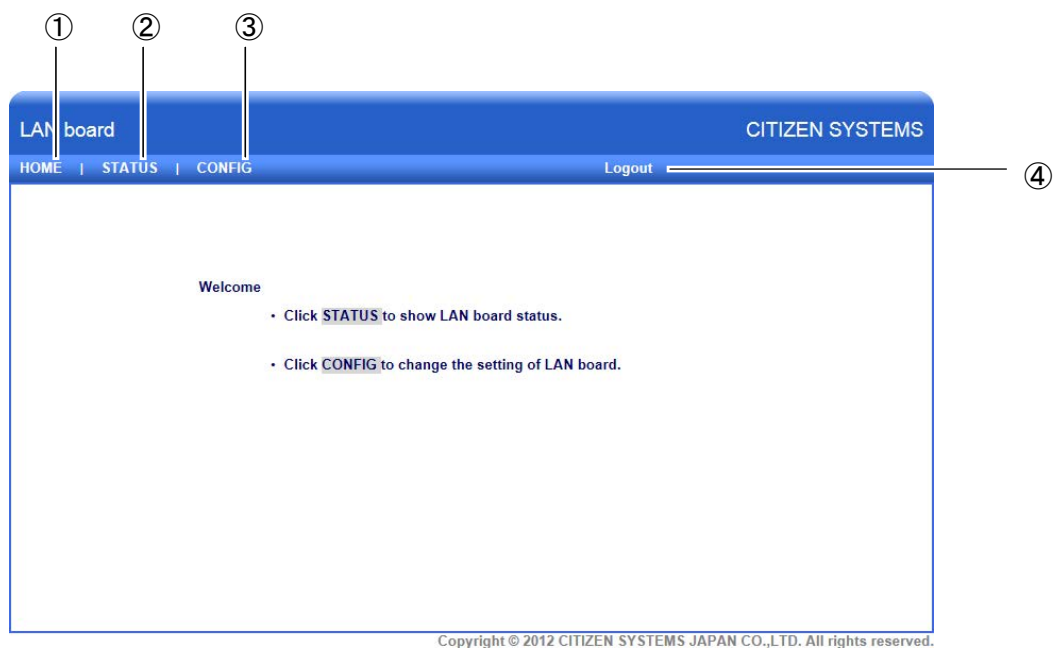 ① ② ③
LAN board CITIZEN SYSTEMS
HOME | STATUS | CONFIG Logout ④
Welcome
• Click STATUS to show LAN board status.
• Click CONFIG to change the setting of LAN board.
Copyright © 2012 CITIZEN SYSTEMS JAPAN CO.,LTD. All rights reserved.